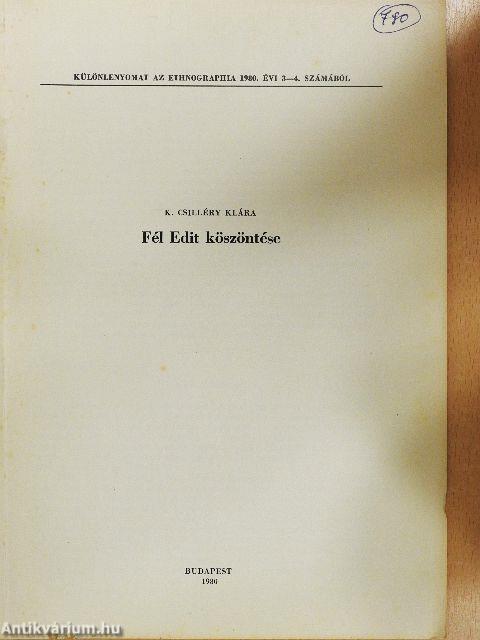 790
KÜLÖNLENYOMAT AZ ETHNOGRAPHIA 1980. ÉVI 3—4. SZÁMÁBÓL
K. CSILLÉRY KLÁRA
Fél Edit köszöntése
BUDAPEST
1980
Antikvárium.hu